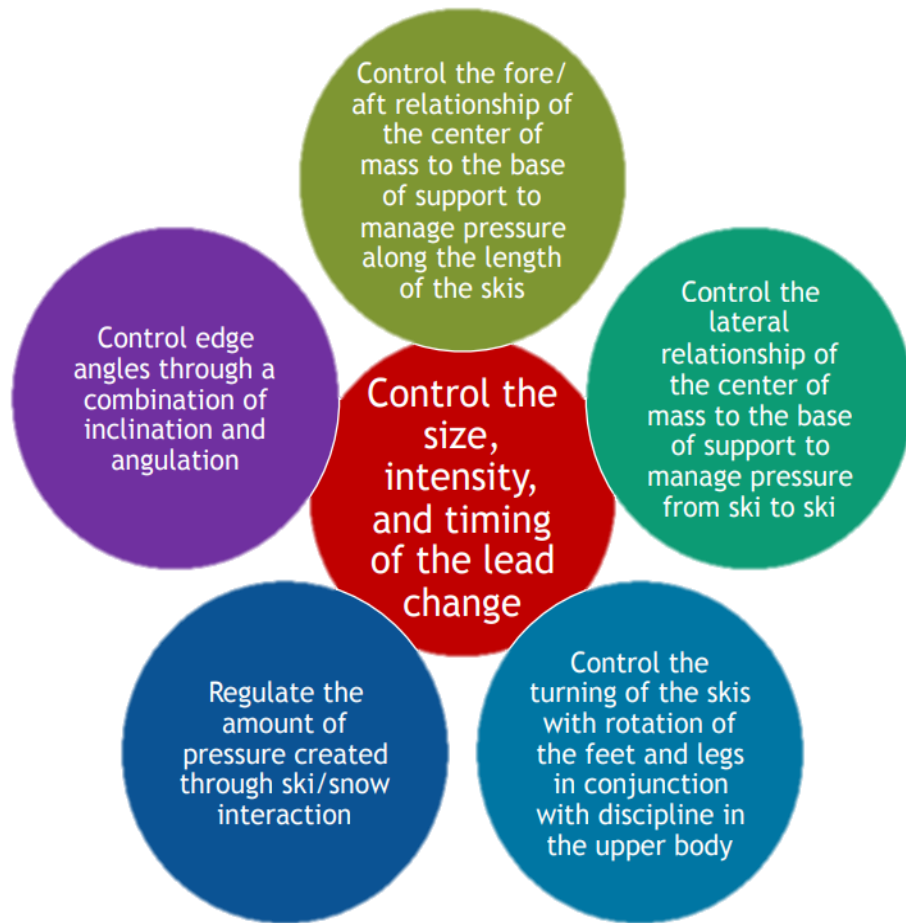 Control the fore/
aft relationship of
the center of
mass to the base
of support to
manage pressure
along the length
of the skis
Control the
lateral
relationship of
the center of
mass to the base
of support to
manage pressure
from ski to ski
Control the
turning of the skis
with rotation of
the feet and legs
in conjunction
with discipline in
the upper body
Regulate the
amount of
pressure created
through ski/snow
interaction
Control edge
angles through a
combination of
inclination and
angulation
Control the
size,
intensity,
and timing
of the lead
change